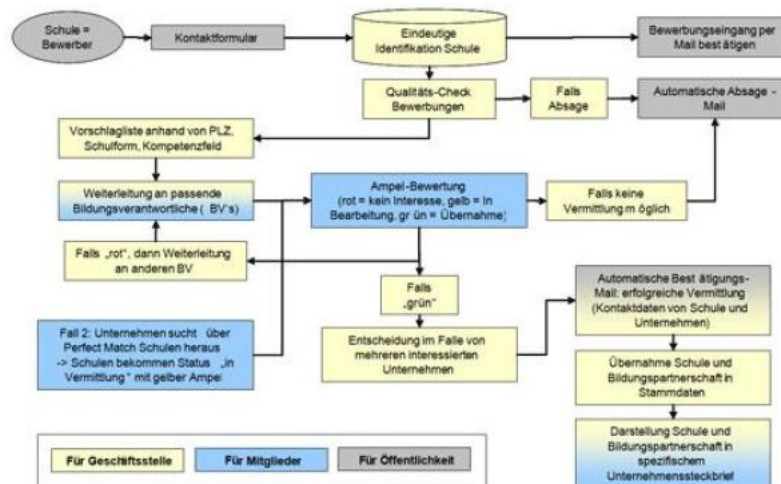 Schule =
Bewerber
Kontaktformular
Eindeutige
Identifikation Schule
Bewerbungseingang per
Mail best ätigen
Qualitäts-Check
Bewerbungen
Falls
Absage
Automatische Absage -
Mail
Vorschlagliste anhand von PLZ,
Schulform, Kompetenzfeld
Weiterleitung an passende
Bildungsverantwortliche ( BV's)
Ampel-Bewertung
(rot = kein Interesse, gelb = In
Bearbeitung, gr ün = Übernahme)
Falls keine
Vermittlung m öglich
Falls „rot“, dann Weiterleitung
an anderen BV
Falls
„grün“
Automatische Best ätigungs-
Mail: erfolgreiche Vermittlung
(Kontaktdaten von Schule und
Unternehmen)
Fall 2: Unternehmen sucht über
Perfect Match Schulen heraus
-> Schulen bekommen Status „in
Vermittlung “ mit gelber Ampel
Entscheidung im Falle von
mehreren interessierten
Unternehmen
Übernahme Schule und
Bildungspartnerschaft in
Stammdaten
Darstellung Schule und
Bildungspartnerschaft in
spezifischem
Unternehmenssteckbrief
Für Geschäftsstelle
Für Mitglieder
Für Öffentlichkeit